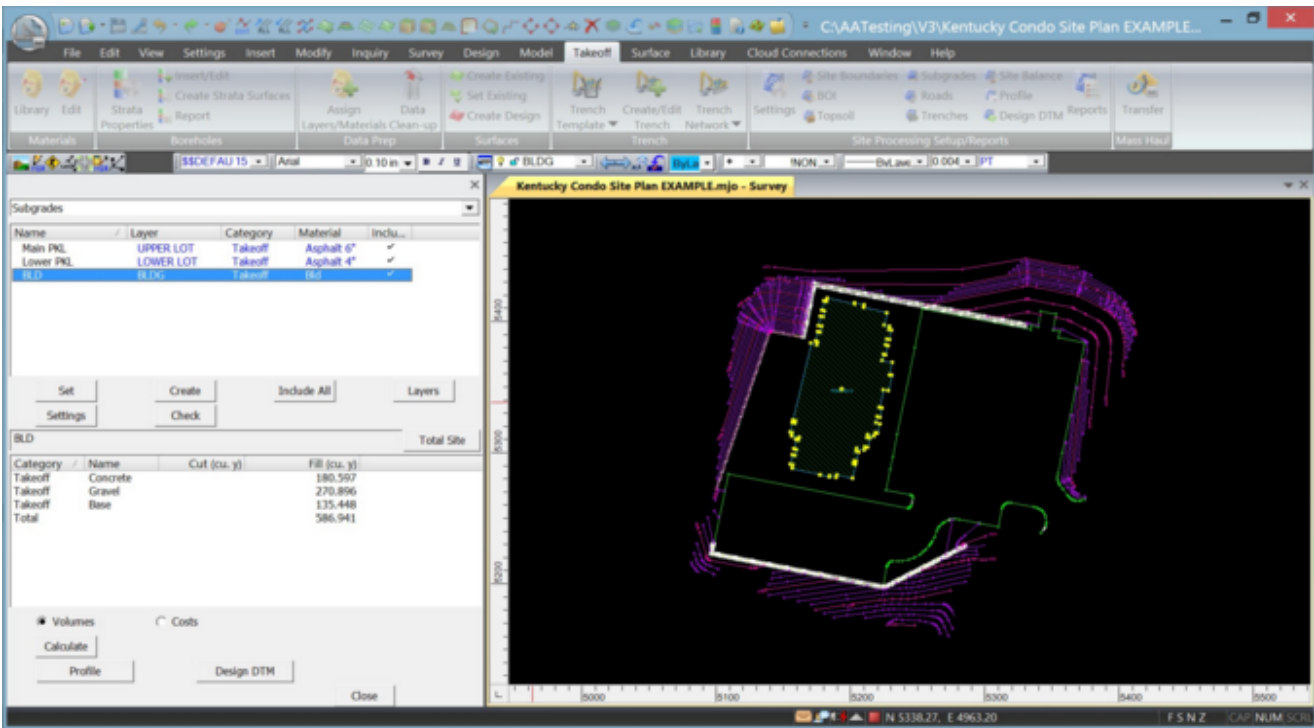 C:\AATesting\V3\Kentucky Condo Site Plan EXAMPLE...
File Edit View Settings Insert Modify Inquiry Survey Design Model Takeoff Surface Library Cloud Connections Window Help
Insert/Edit Create Existing Site Boundaries Subgrades Site Balance
Create Strata Surfaces Set Existing BOI Roads Profile
Library Edit Strata Properties Report Assign Layers/Materials Data Clean-up Create Design Trench Template Create/Edit Trench Trench Network Settings Topsoil Trenches Design DTM Reports Transfer
Materials Boreholes Data Prep Surfaces Trench Site Processing Setup/Reports Mass Haul
$$DEFAU 15 Arial 0.10 in B I U BLDG ByLa !NON ByLaye 0.004 PT
Kentucky Condo Site Plan EXAMPLE.mjo - Survey
Subgrades
Name Layer Category Material Inclu...
Main PKL UPPER LOT Takeoff Asphalt 6"
Lower PKL LOWER LOT Takeoff Asphalt 4"
BLD BLDG Takeoff Bld
Set Create Include All Layers
Settings Check
BLD Total Site
Category Name Cut (cu. y) Fill (cu. y)
Takeoff Concrete 180.597
Takeoff Gravel 270.896
Takeoff Base 135.448
Total 586.941
Volumes Costs
Calculate
Profile Design DTM
Close
5400
5300
5200
5000 5100 5200 5300 5400 5500
N 5338.27, E 4963.20 F S N Z CAP NUM SCRL